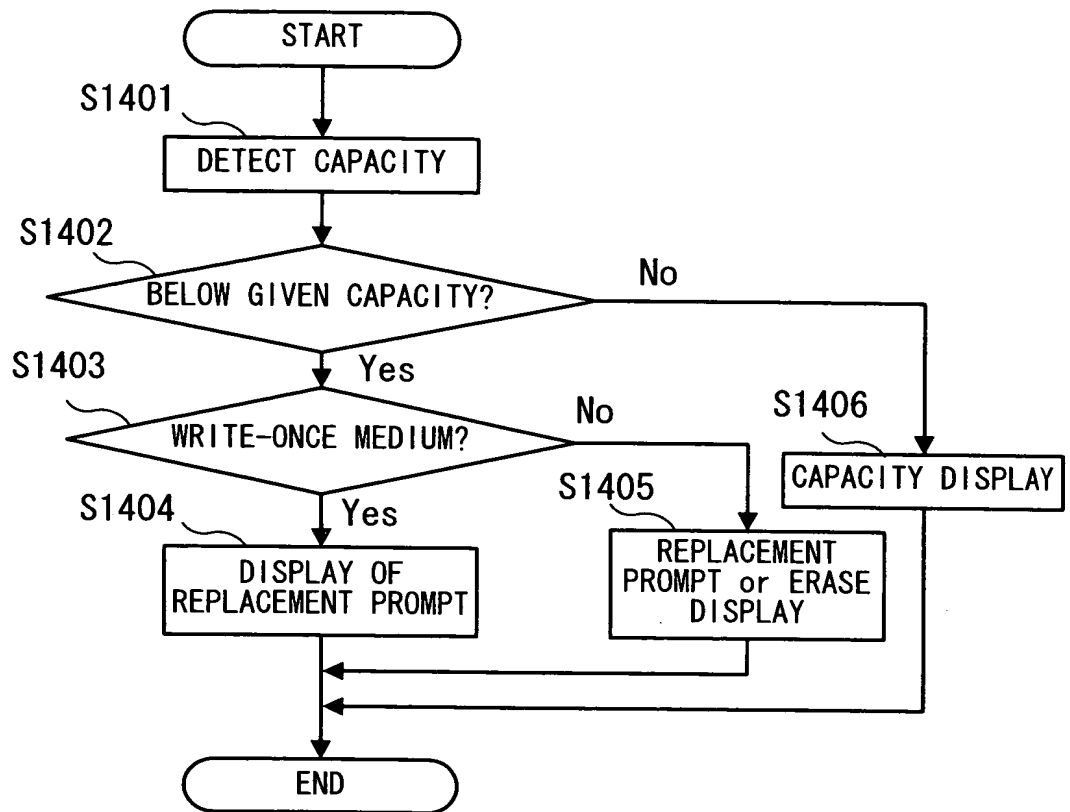 START
S1401
DETECT CAPACITY
S1402
BELOW GIVEN CAPACITY?
No
Yes
S1403
WRITE-ONCE MEDIUM?
No
S1406
CAPACITY DISPLAY
Yes
S1404
DISPLAY OF
REPLACEMENT PROMPT
S1405
REPLACEMENT
PROMPT or ERASE
DISPLAY
END